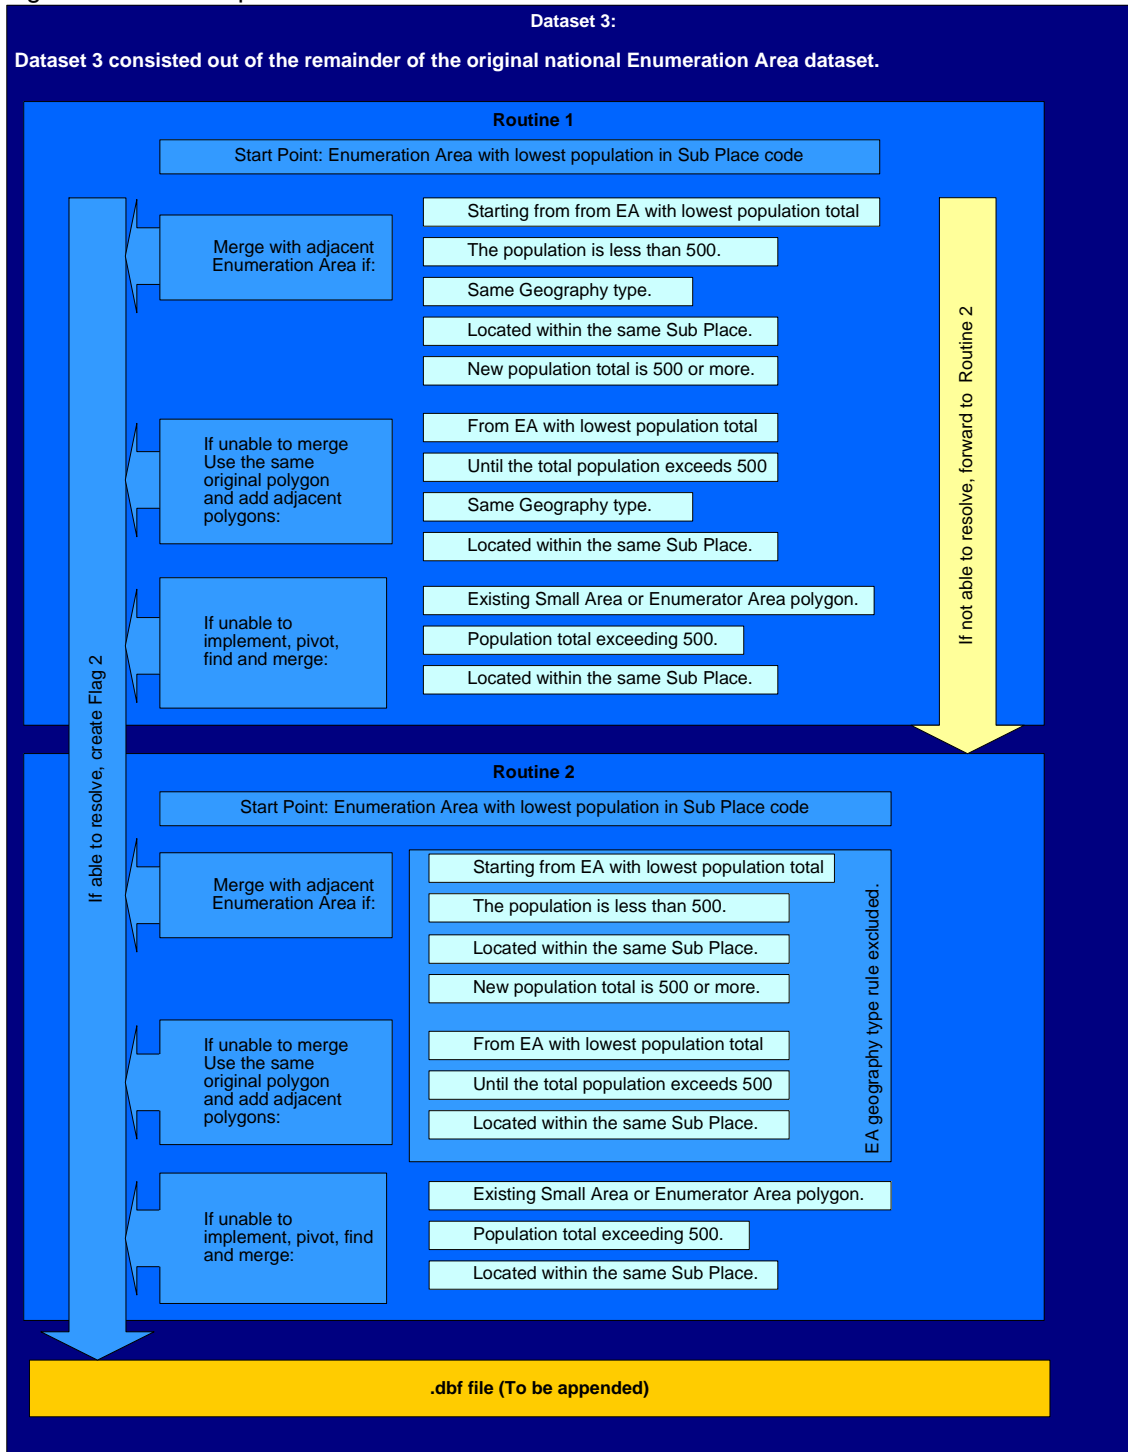 Dataset 3:
Dataset 3 consisted out of the remainder of the original national Enumeration Area dataset.
Routine 1
Start Point: Enumeration Area with lowest population in Sub Place code
Merge with adjacent
Enumeration Area if:
Starting from from EA with lowest population total
The population is less than 500.
Same Geography type.
Located within the same Sub Place.
New population total is 500 or more.
If unable to merge
Use the same
original polygon
and add adjacent
polygons:
From EA with lowest population total
Until the total population exceeds 500
Same Geography type.
Located within the same Sub Place.
If unable to
implement, pivot,
find and merge:
Existing Small Area or Enumerator Area polygon.
Population total exceeding 500.
Located within the same Sub Place.
If not able to resolve, forward to Routine 2
If able to resolve, create Flag 2
Routine 2
Start Point: Enumeration Area with lowest population in Sub Place code
Merge with adjacent
Enumeration Area if:
Starting from EA with lowest population total
The population is less than 500.
Located within the same Sub Place.
New population total is 500 or more.
If unable to merge
Use the same
original polygon
and add adjacent
polygons:
From EA with lowest population total
Until the total population exceeds 500
Located within the same Sub Place.
EA geography type rule excluded.
If unable to
implement, pivot, find
and merge:
Existing Small Area or Enumerator Area polygon.
Population total exceeding 500.
Located within the same Sub Place.
.dbf file (To be appended)